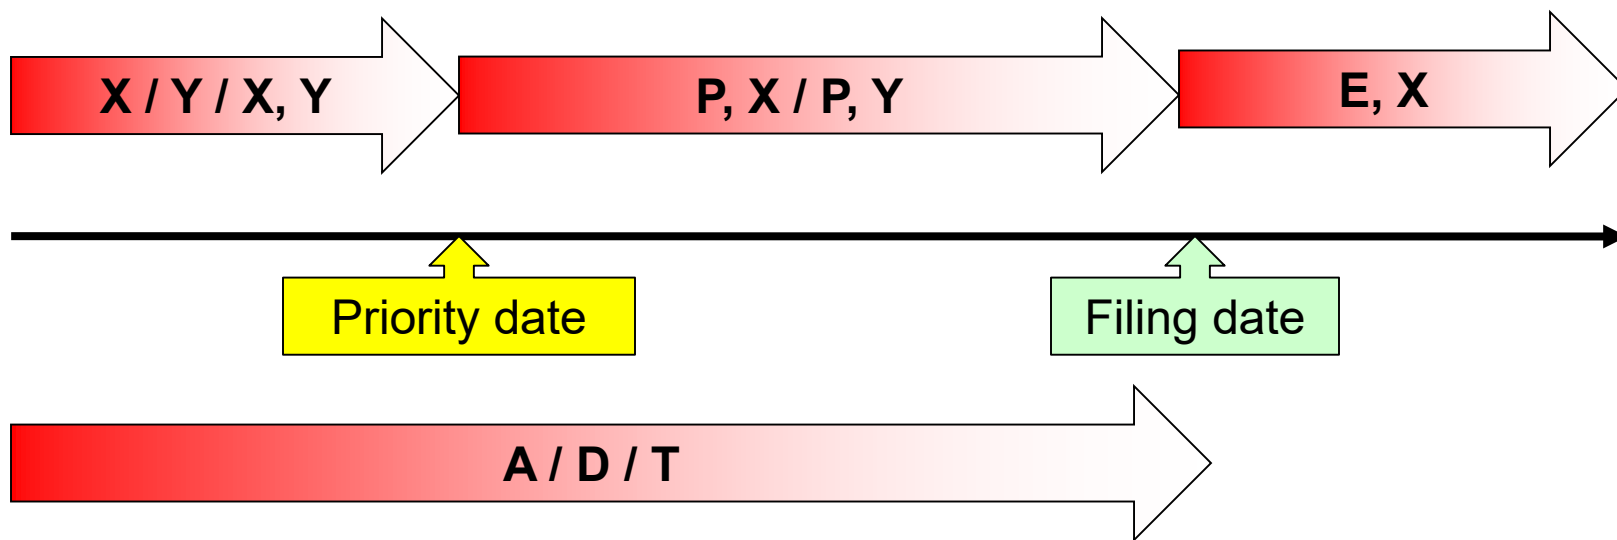 X / Y / X, Y
P, X / P, Y
E, X
Priority date
Filing date
A / D / T